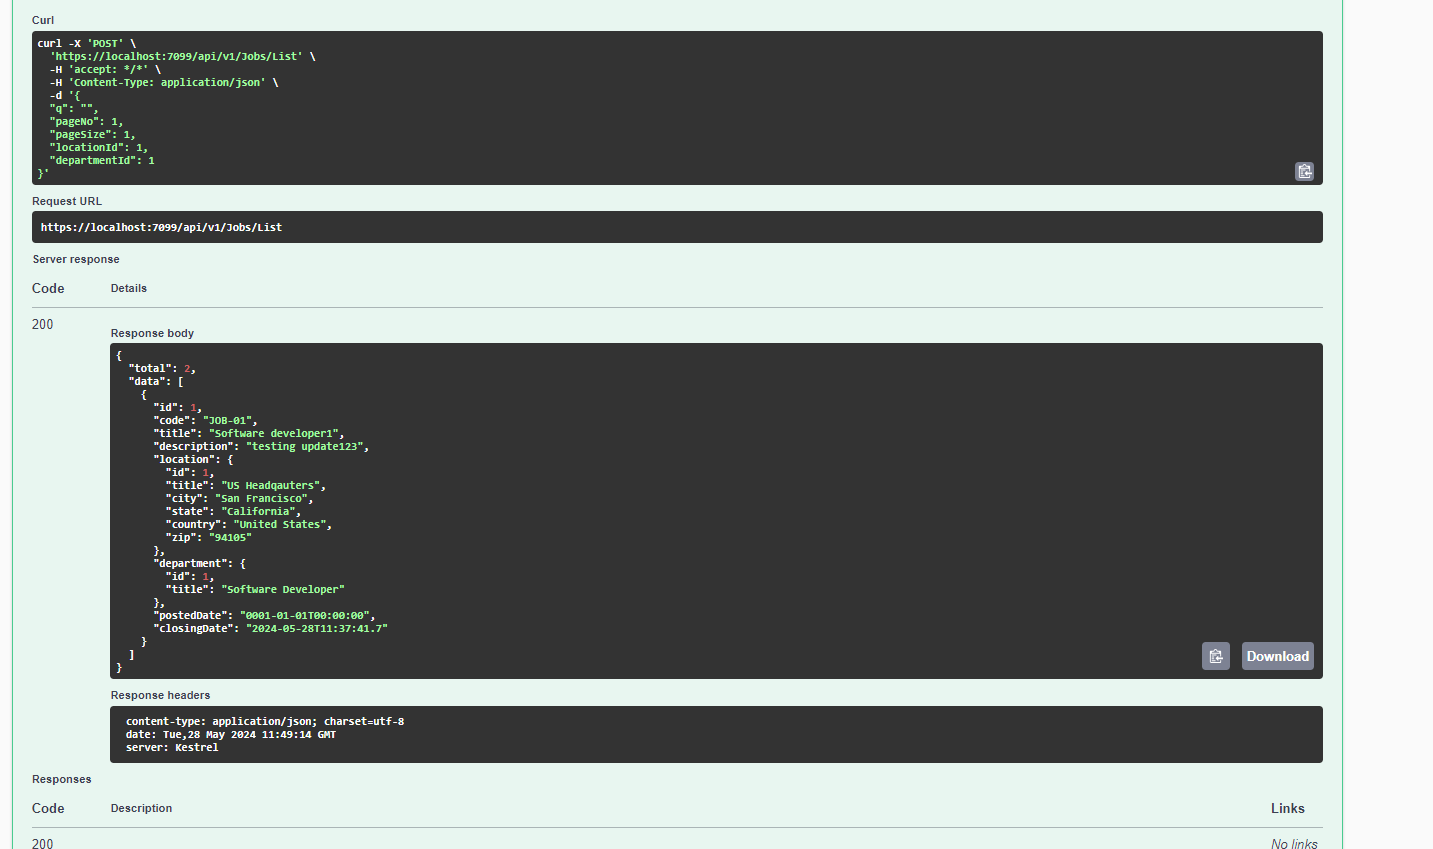 Curl
curl -X 'POST' \
'https://localhost:7099/api/v1/Jobs/List' \
-H 'accept: */*' \
-H 'Content-Type: application/json' \
-d '{
"q": "",
"pageNo": 1,
"pageSize": 1,
"locationId": 1,
"departmentId": 1
}'
Request URL
https://localhost:7099/api/v1/Jobs/List
Server response
Code Details
200
Response body
{
"total": 2,
"data": [
{
"id": 1,
"code": "JOB-01",
"title": "Software developer1",
"description": "testing update123",
"location": {
"id": 1,
"title": "US Headqauters",
"city": "San Francisco",
"state": "California",
"country": "United States",
"zip": "94105"
},
"department": {
"id": 1,
"title": "Software Developer"
},
"postedDate": "0001-01-01T00:00:00",
"closingDate": "2024-05-28T11:37:41.7"
}
]
}
Download
Response headers
content-type: application/json; charset=utf-8
date: Tue,28 May 2024 11:49:14 GMT
server: Kestrel
Responses
Code Description Links
200 No links